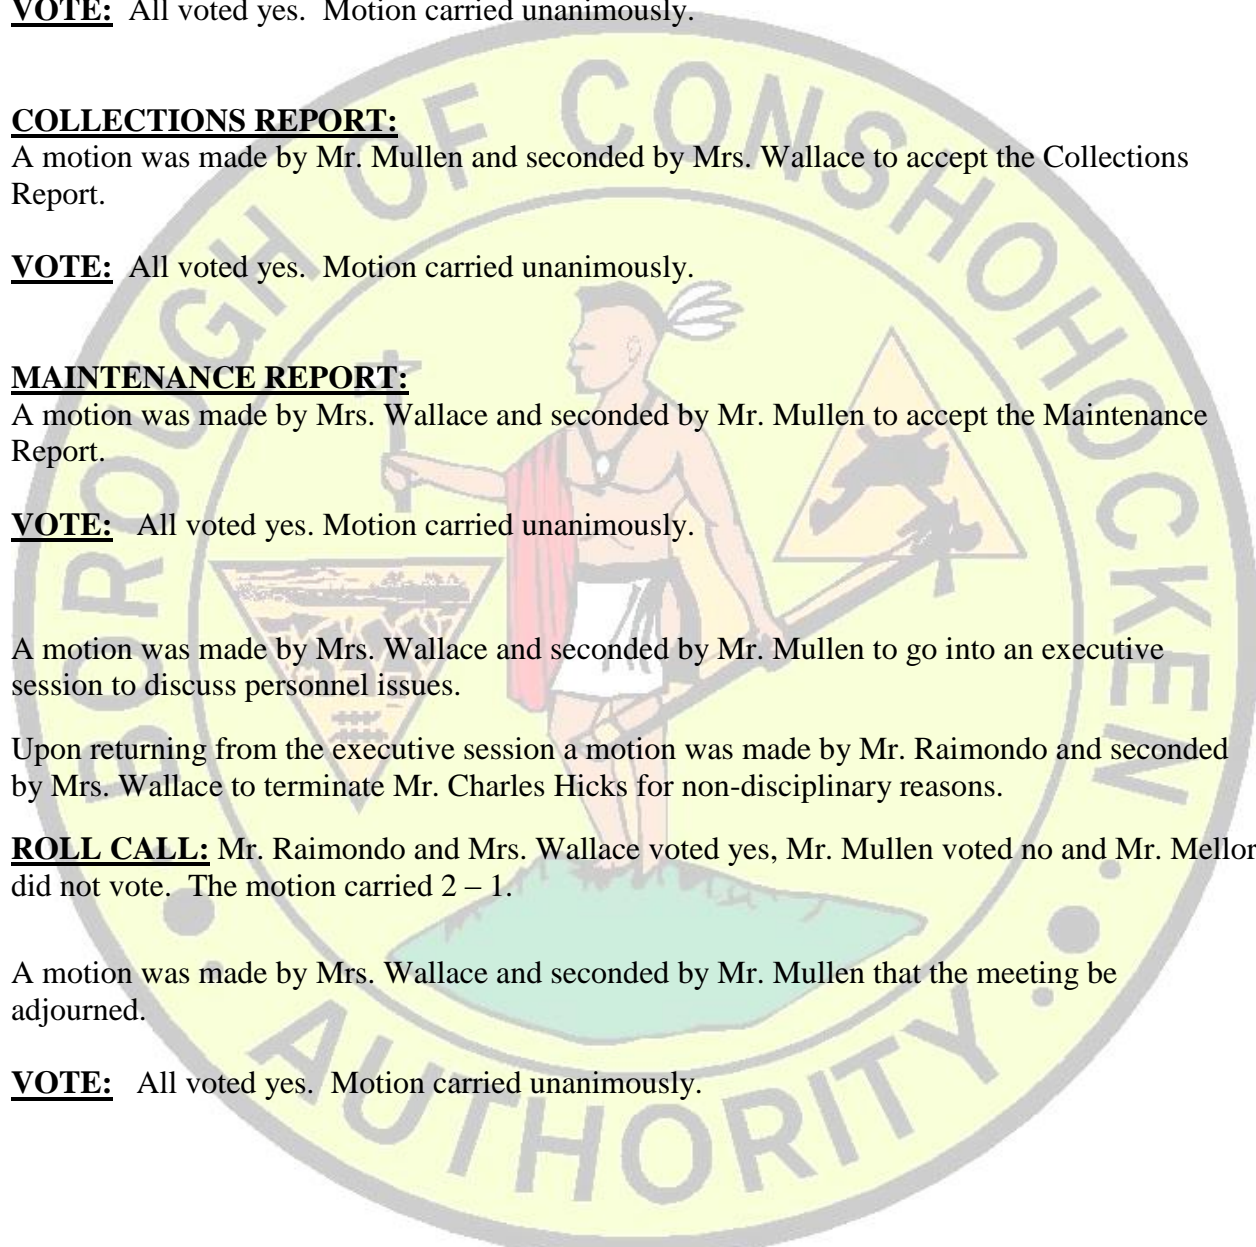 VOTE: All voted yes. Motion carried unanimously.
COLLECTIONS REPORT:
A motion was made by Mr. Mullen and seconded by Mrs. Wallace to accept the Collections
Report.
VOTE: All voted yes. Motion carried unanimously.
MAINTENANCE REPORT:
A motion was made by Mrs. Wallace and seconded by Mr. Mullen to accept the Maintenance
Report.
VOTE: All voted yes. Motion carried unanimously.
A motion was made by Mrs. Wallace and seconded by Mr. Mullen to go into an executive
session to discuss personnel issues.
Upon returning from the executive session a motion was made by Mr. Raimondo and seconded
by Mrs. Wallace to terminate Mr. Charles Hicks for non-disciplinary reasons.
ROLL CALL: Mr. Raimondo and Mrs. Wallace voted yes, Mr. Mullen voted no and Mr. Mellor
did not vote. The motion carried 2 – 1.
A motion was made by Mrs. Wallace and seconded by Mr. Mullen that the meeting be
adjourned.
VOTE: All voted yes. Motion carried unanimously.
BOROUGH OF CONSHOHOCKEN
AUTHORITY